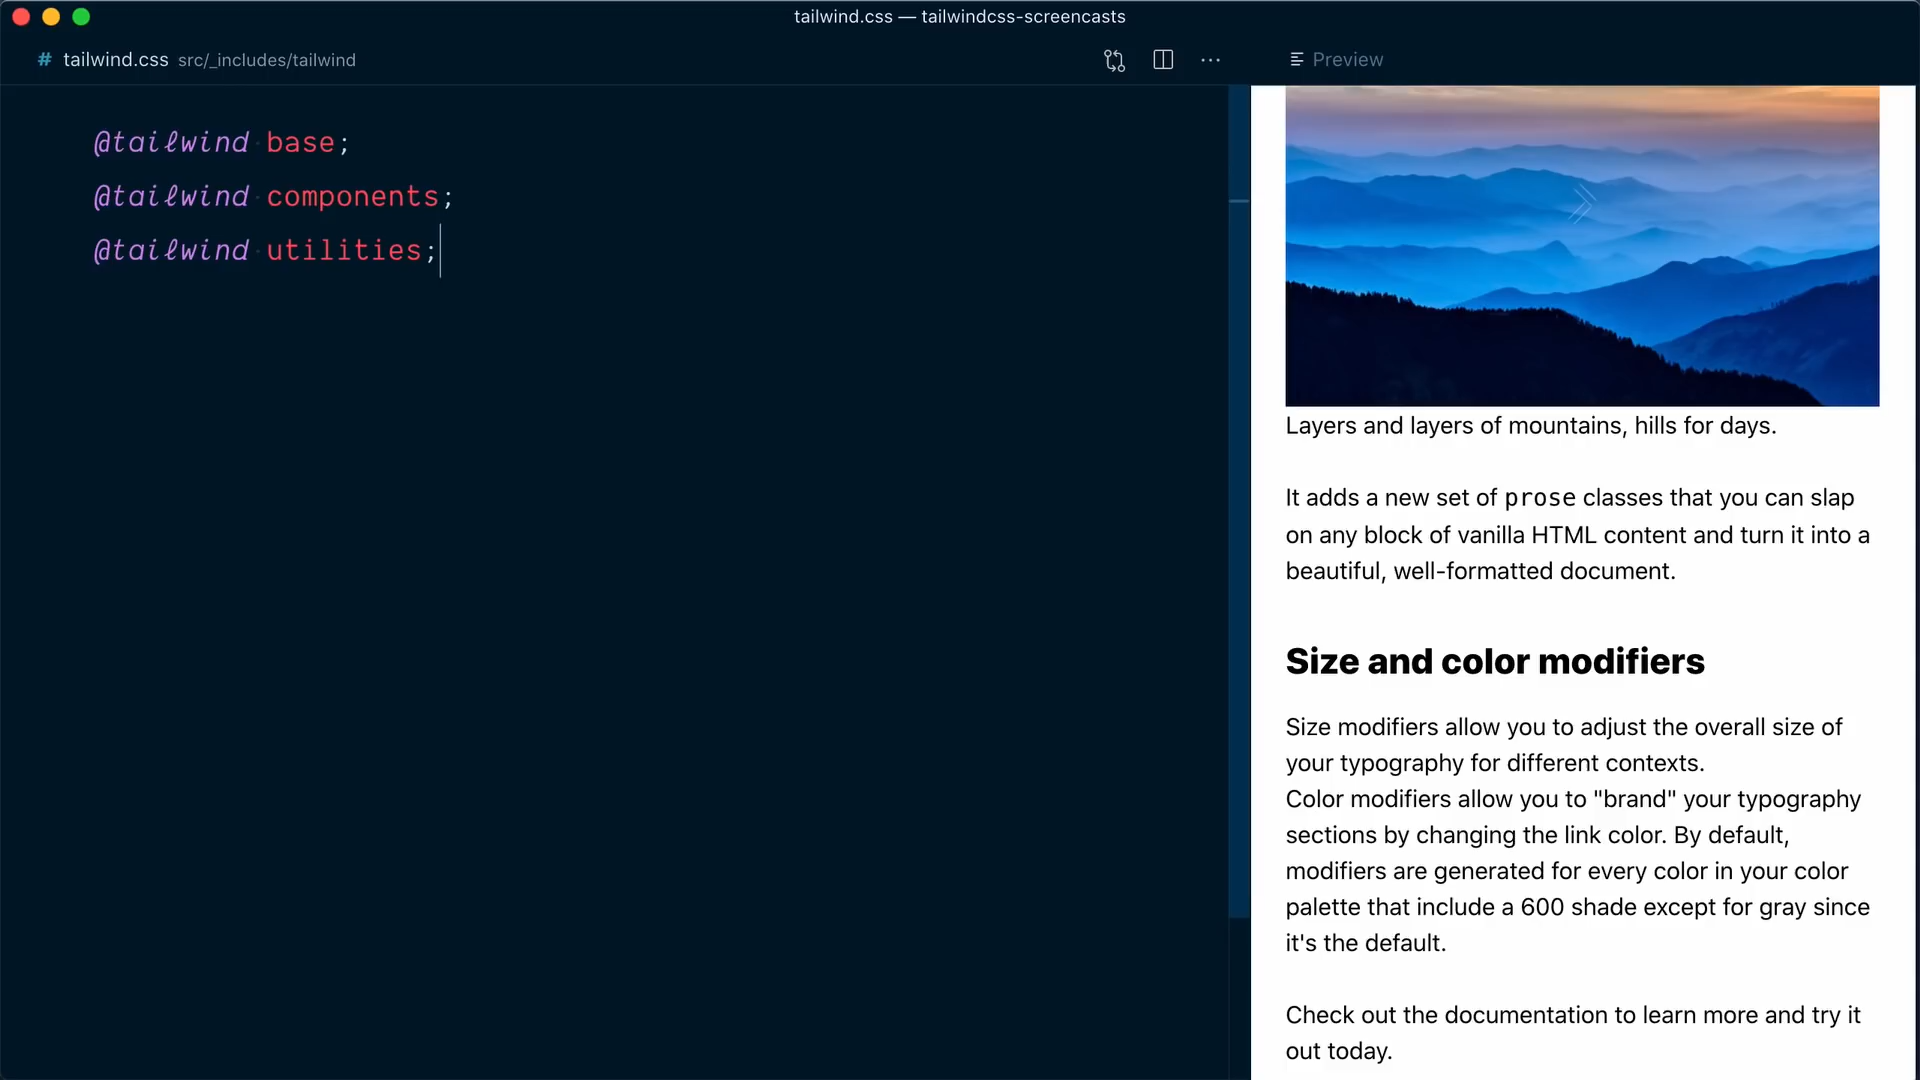 tailwind.css — tailwindcss-screencasts
# tailwind.css src/_includes/tailwind
Preview
@tailwind base;
@tailwind components;
@tailwind utilities;
Layers and layers of mountains, hills for days.
It adds a new set of prose classes that you can slap
on any block of vanilla HTML content and turn it into a
beautiful, well-formatted document.
Size and color modifiers
Size modifiers allow you to adjust the overall size of
your typography for different contexts.
Color modifiers allow you to "brand" your typography
sections by changing the link color. By default,
modifiers are generated for every color in your color
palette that include a 600 shade except for gray since
it's the default.
Check out the documentation to learn more and try it
out today.